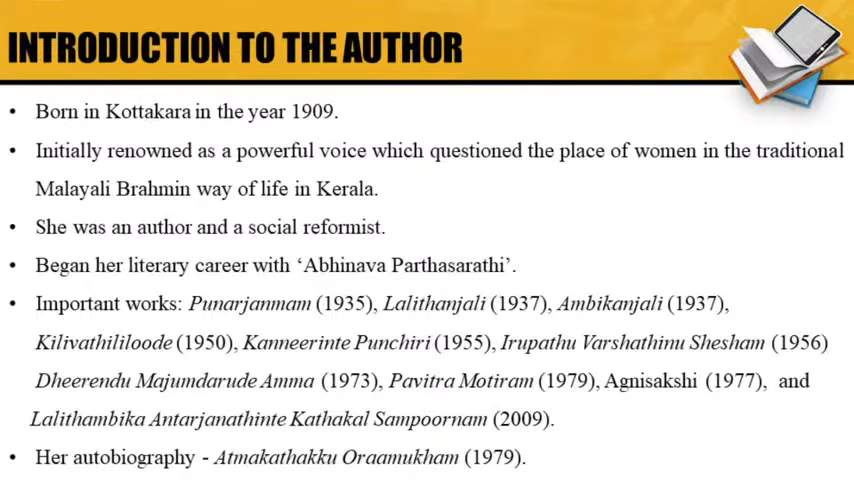 INTRODUCTION TO THE AUTHOR
• Born in Kottakara in the year 1909.
• Initially renowned as a powerful voice which questioned the place of women in the traditional
Malayali Brahmin way of life in Kerala.
• She was an author and a social reformist.
• Began her literary career with ‘Abhinava Parthasarathi’.
• Important works: Punarjanmam (1935), Lalithanjali (1937), Ambikanjali (1937),
Kilivathililoode (1950), Kanneerinte Punchiri (1955), Irupathu Varshathinu Shesham (1956)
Dheerendu Majumdarude Amma (1973), Pavitra Motiram (1979), Agnisakshi (1977), and
Lalithambika Antarjanathinte Kathakal Sampoornam (2009).
• Her autobiography - Atmakathakku Oraamukham (1979).